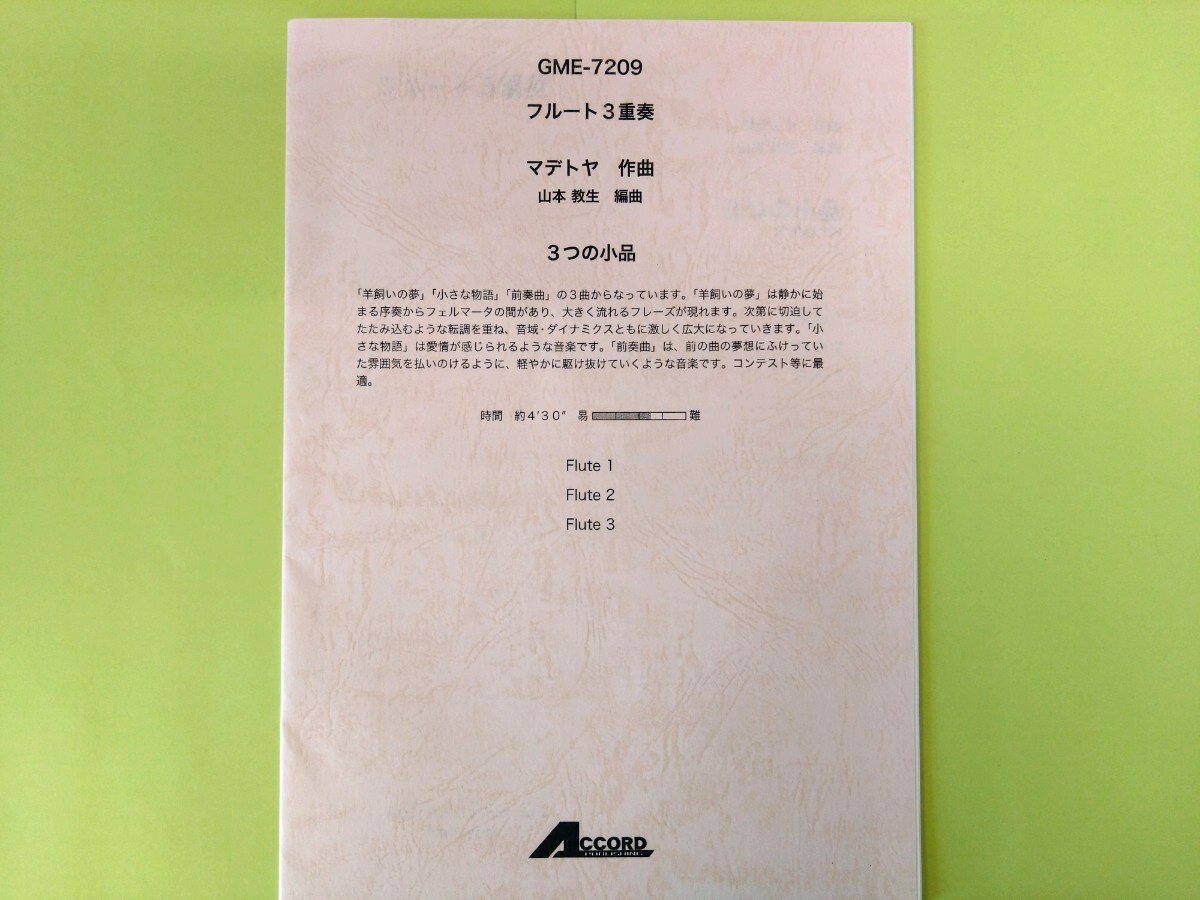 GME-7209
フルート３重奏
マデトヤ　作曲
山本 教生　編曲
３つの小品
「羊飼いの夢」「小さな物語」「前奏曲」の３曲からなっています。「羊飼いの夢」は静かに始
まる序奏からフェルマータの間があり、大きく流れるフレーズが現れます。次第に切迫して
たたみ込むような転調を重ね、音域・ダイナミクスともに激しく広大になっていきます。「小
さな物語」は愛情が感じられるような音楽です。「前奏曲」は、前の曲の夢想にふけってい
た雰囲気を払いのけるように、軽やかに駆け抜けていくような音楽です。コンテスト等に最
適。
時間　約４’３０”　易 難
Flute 1
Flute 2
Flute 3
ACCORD
PUBLISHING